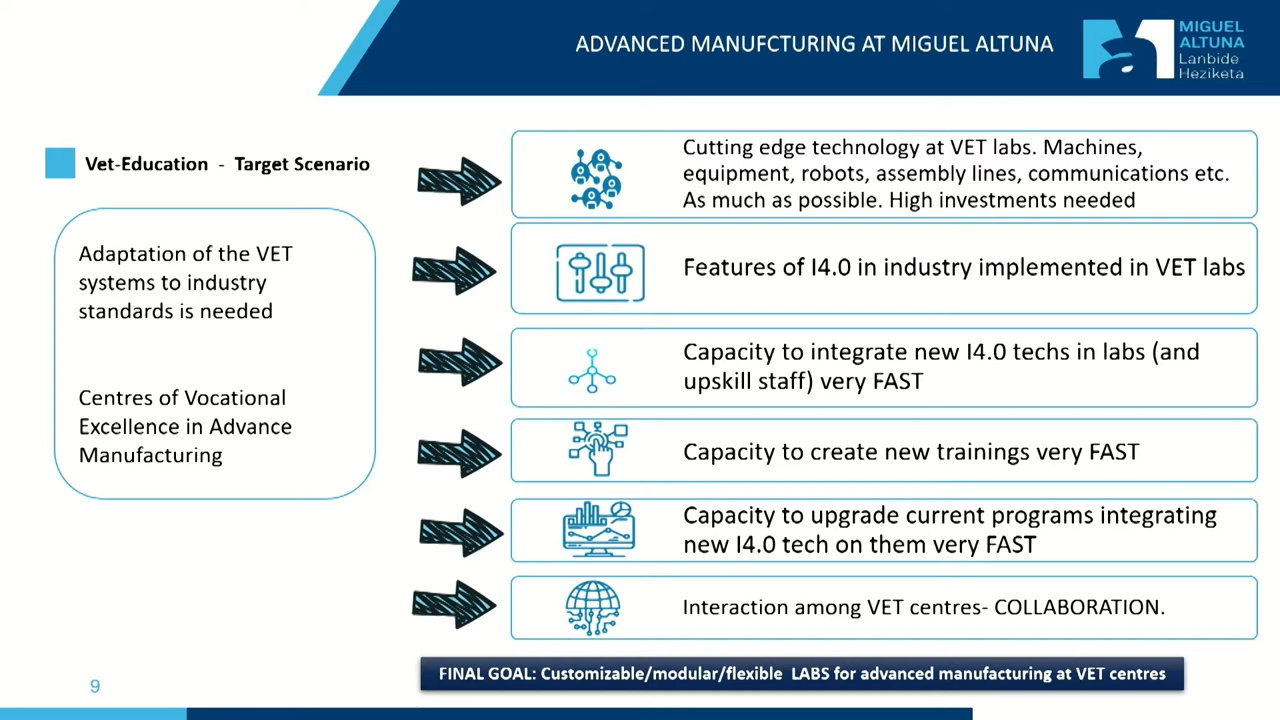 ADVANCED MANUFCTURING AT MIGUEL ALTUNA
MIGUEL
ALTUNA
Lanbide
Heziketa
Vet-Education - Target Scenario
Adaptation of the VET
systems to industry
standards is needed
Centres of Vocational
Excellence in Advance
Manufacturing
Cutting edge technology at VET labs. Machines,
equipment, robots, assembly lines, communications etc.
As much as possible. High investments needed
Features of I4.0 in industry implemented in VET labs
Capacity to integrate new I4.0 techs in labs (and
upskill staff) very FAST
Capacity to create new trainings very FAST
Capacity to upgrade current programs integrating
new I4.0 tech on them very FAST
Interaction among VET centres- COLLABORATION.
FINAL GOAL: Customizable/modular/flexible LABS for advanced manufacturing at VET centres
9